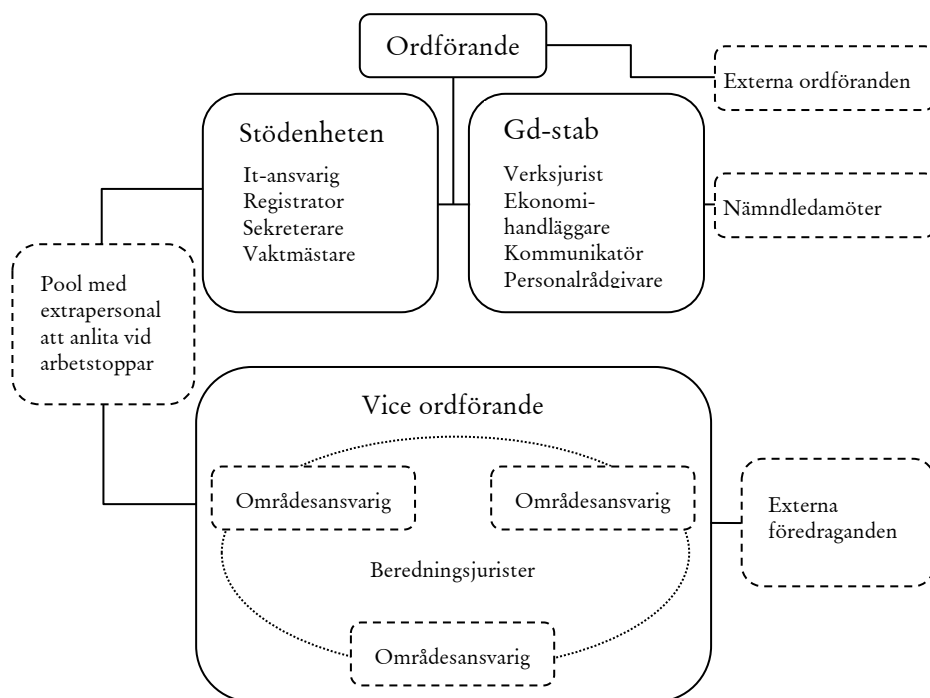 Ordförande
Externa ordföranden
Stödenheten
It-ansvarig
Registrator
Sekreterare
Vaktmästare
Gd-stab
Verksjurist
Ekonomi-
handläggare
Kommunikatör
Personalrådgivare
Nämndledamöter
Pool med
extrapersonal
att anlita vid
arbetstoppar
Vice ordförande
Områdesansvarig
Områdesansvarig
Beredningsjurister
Områdesansvarig
Externa
föredraganden